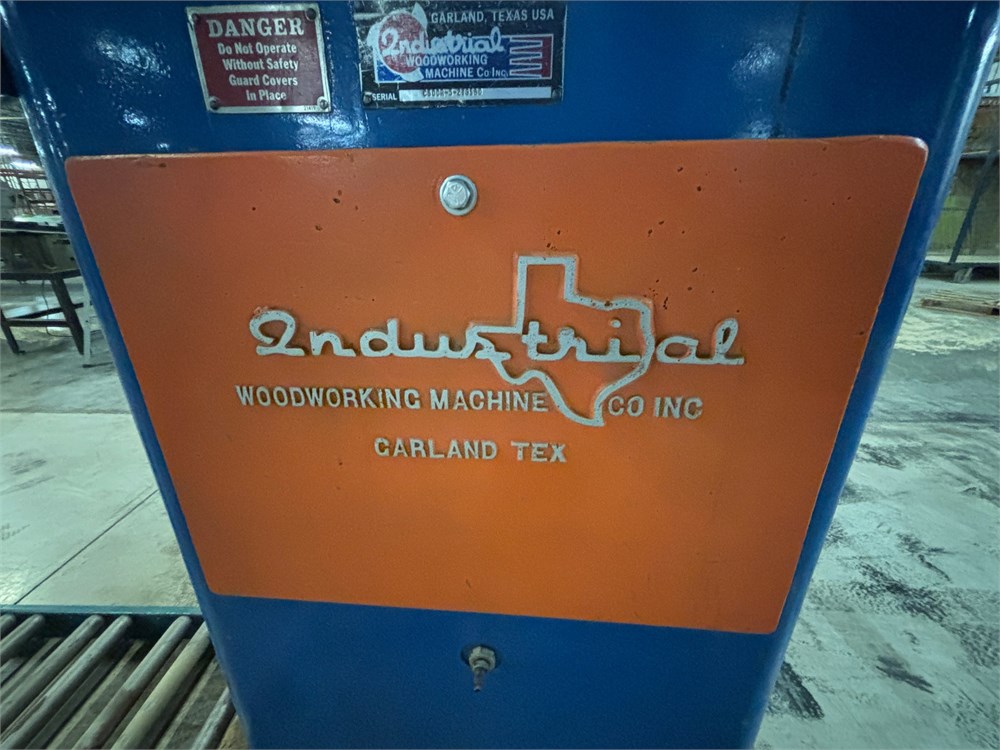 DANGER
Do Not Operate
Without Safety
Guard Covers
In Place
GARLAND, TEXAS USA
Industrial
WOODWORKING
MACHINE Co INC
SERIAL
Industrial
WOODWORKING MACHINE CO INC
GARLAND TEX